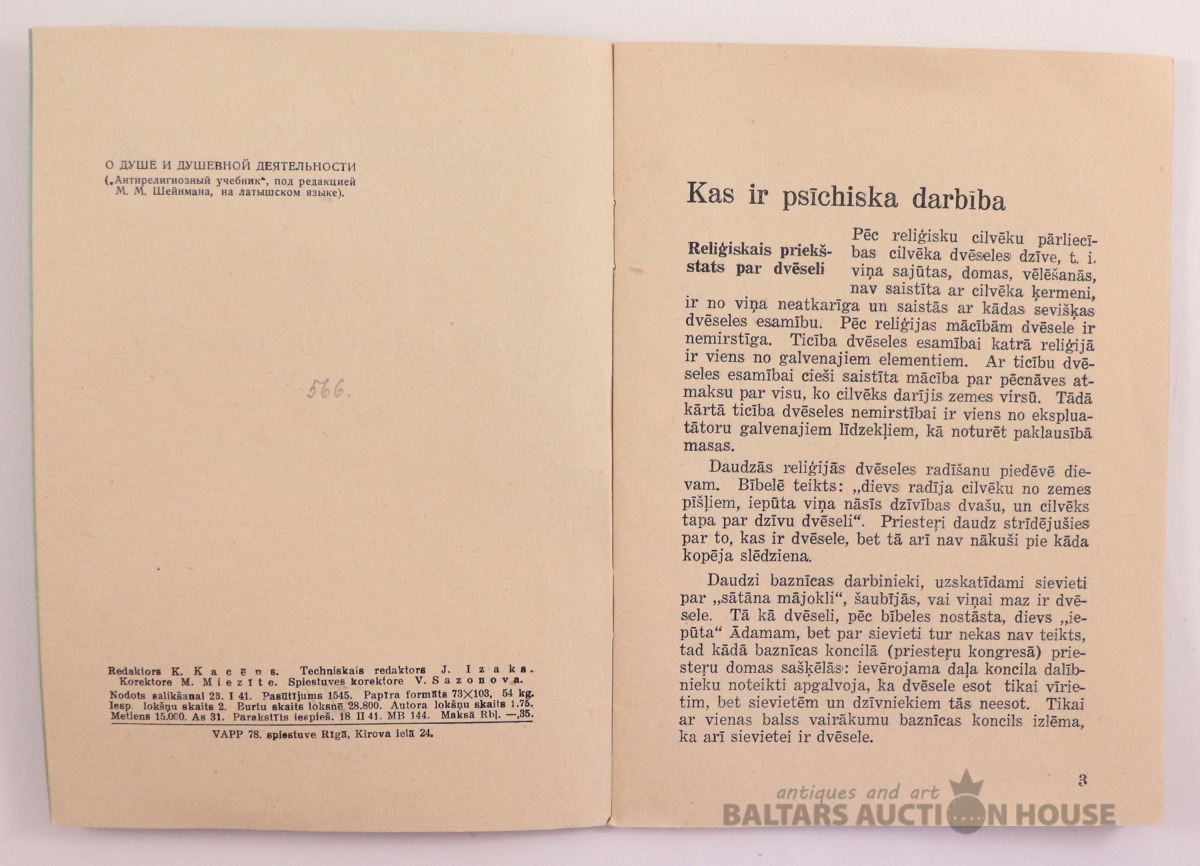 О ДУШЕ И ДУШЕВНОЙ ДЕЯТЕЛЬНОСТИ
(„Антирелигиозный учебник“, под редакцией
М. М. Шейнмана, на латышском языке).
566.
Redaktors K. Kacēns. Techniskais redaktors J. Izaks.
Korektore M. Miezīte. Spiestuves korektore V. Sazonova.
Nodots salikšanai 23. I 41. Pasūtījums 1545. Papīra formāts 73×103, 54 kg.
Iesp. lokšņu skaits 2. Burtu skaits loksnē 28.800. Autora lokšņu skaits 1.75.
Metiens 15.000. As 31. Parakstīts iespieš. 18. II 41. MB 144. Maksā Rbļ. —,35.
VAPP 78. spiestuve Rīgā, Kirova ielā 24.
Kas ir psīchiska darbība
Reliģiskais priekš-
stats par dvēseli
Pēc reliģisku cilvēku pārliecī-
bas cilvēka dvēseles dzīve, t. i.
viņa sajūtas, domas, vēlēšanās,
nav saistīta ar cilvēka ķermeni,
ir no viņa neatkarīga un saistās ar kādas sevišķas
dvēseles esamību. Pēc reliģijas mācībām dvēsele ir
nemirstīga. Ticība dvēseles esamībai katrā reliģijā
ir viens no galvenajiem elementiem. Ar ticību dvē-
seles esamībai cieši saistīta mācība par pēcnāves at-
maksu par visu, ko cilvēks darījis zemes virsū. Tādā
kārtā ticība dvēseles nemirstībai ir viens no eksplua-
tātoru galvenajiem līdzekļiem, kā noturēt paklausībā
masas.
Daudzās reliģijās dvēseles radīšanu piedēvē die-
vam. Bībelē teikts: „dievs radīja cilvēku no zemes
pīšļiem, iepūta viņa nāsīs dzīvības dvašu, un cilvēks
tapa par dzīvu dvēseli“. Priesteŗi daudz strīdējušies
par to, kas ir dvēsele, bet tā arī nav nākuši pie kāda
kopēja slēdziena.
Daudzi baznīcas darbinieki, uzskatīdami sievieti
par „sātāna mājokli“, šaubījās, vai viņai maz ir dvē-
sele. Tā kā dvēseli, pēc bībeles nostāsta, dievs „ie-
pūta“ Ādamam, bet par sievieti tur nekas nav teikts,
tad kādā baznīcas koncilā (priesteŗu kongresā) prie-
steŗu domas sašķēlās: ievērojama daļa koncila dalīb-
nieku noteikti apgalvoja, ka dvēsele esot tikai vīrie-
tim, bet sievietēm un dzīvniekiem tās neesot. Tikai
ar vienas balss vairākumu baznīcas koncils izlēma,
ka arī sievietei ir dvēsele.
3
antiques and art
BALTARS AUCTION HOUSE